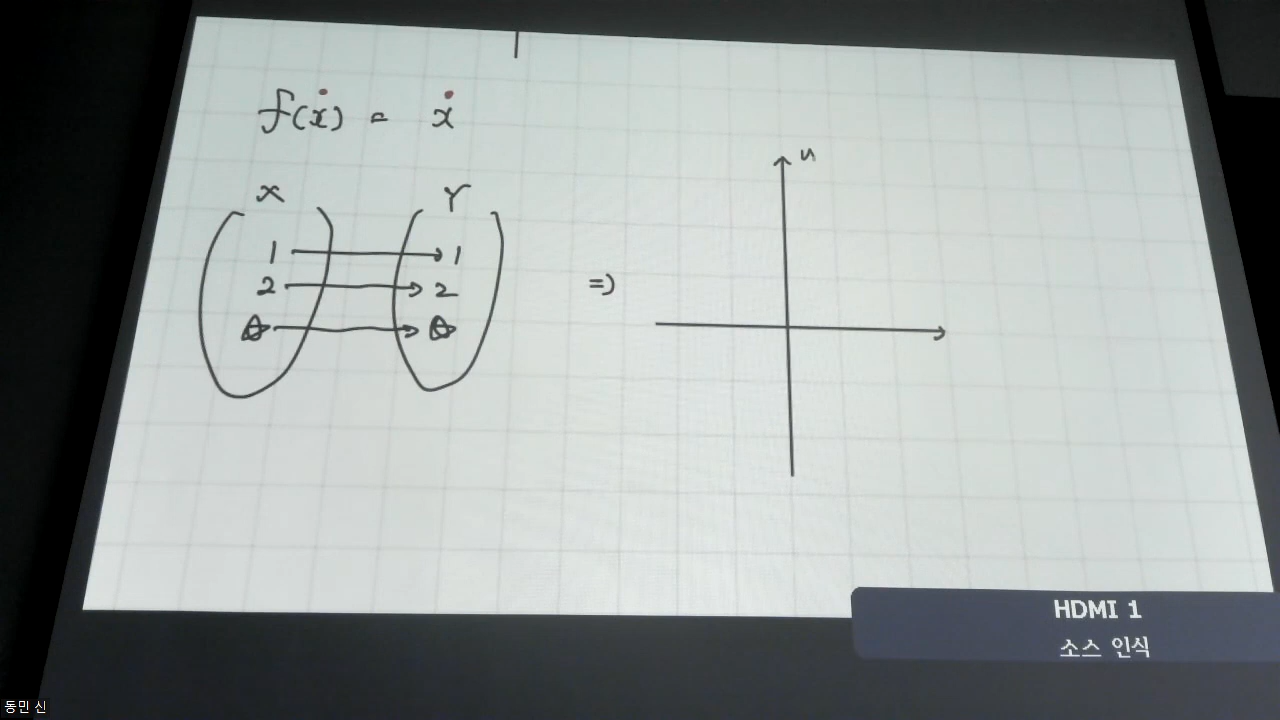 f(x) = x
X Y
1 → 1
2 → 2
☆ → ☆
⇒
HDMI 1
소스 인식
동민 신